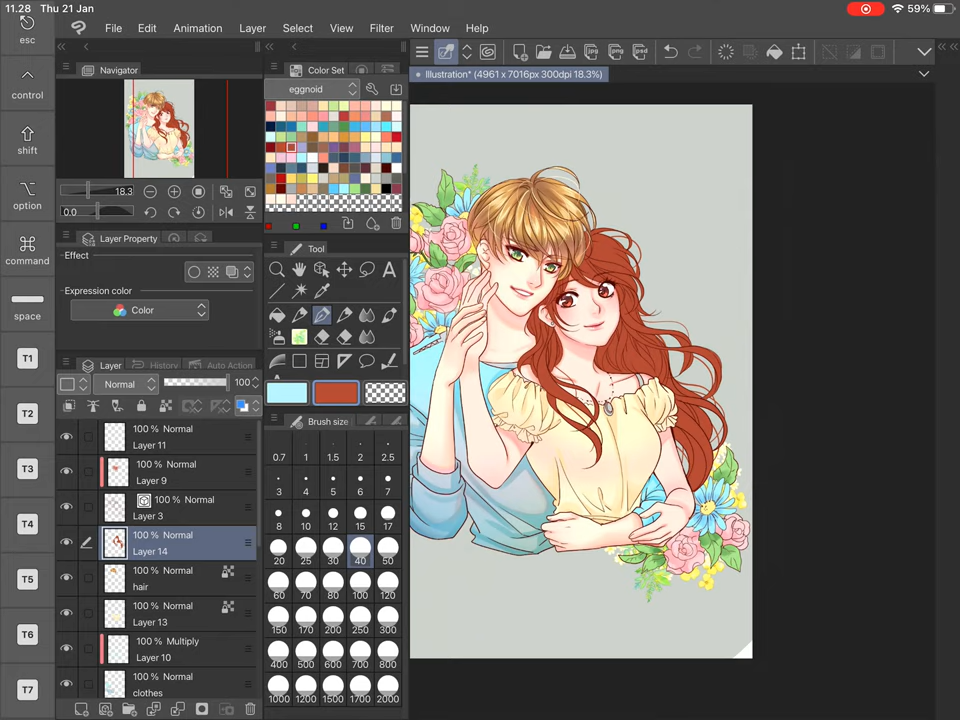 11.28 Thu 21 Jan
59%
File Edit Animation Layer Select View Filter Window Help
esc
control
shift
option
command
space
T1
T2
T3
T4
T5
T6
T7
Navigator
18.3
0.0
Layer Property
Effect
Expression color
Color
Layer History Auto Action
Normal 100
100 % Normal
Layer 11
100 % Normal
Layer 9
100 % Normal
Layer 3
100 % Normal
Layer 14
100 % Normal
hair
100 % Normal
Layer 13
100 % Multiply
Layer 10
100 % Normal
clothes
Color Set
eggnoid
Tool
A
Brush size
0.7 1 1.5 2 2.5
3 4 5 6 7
8 10 12 15 17
20 25 30 40 50
60 70 80 100 120
150 170 200 250 300
400 500 600 700 800
1000 1200 1500 1700 2000
jpg png psd
Illustration* (4961 x 7016px 300dpi 18.3%)